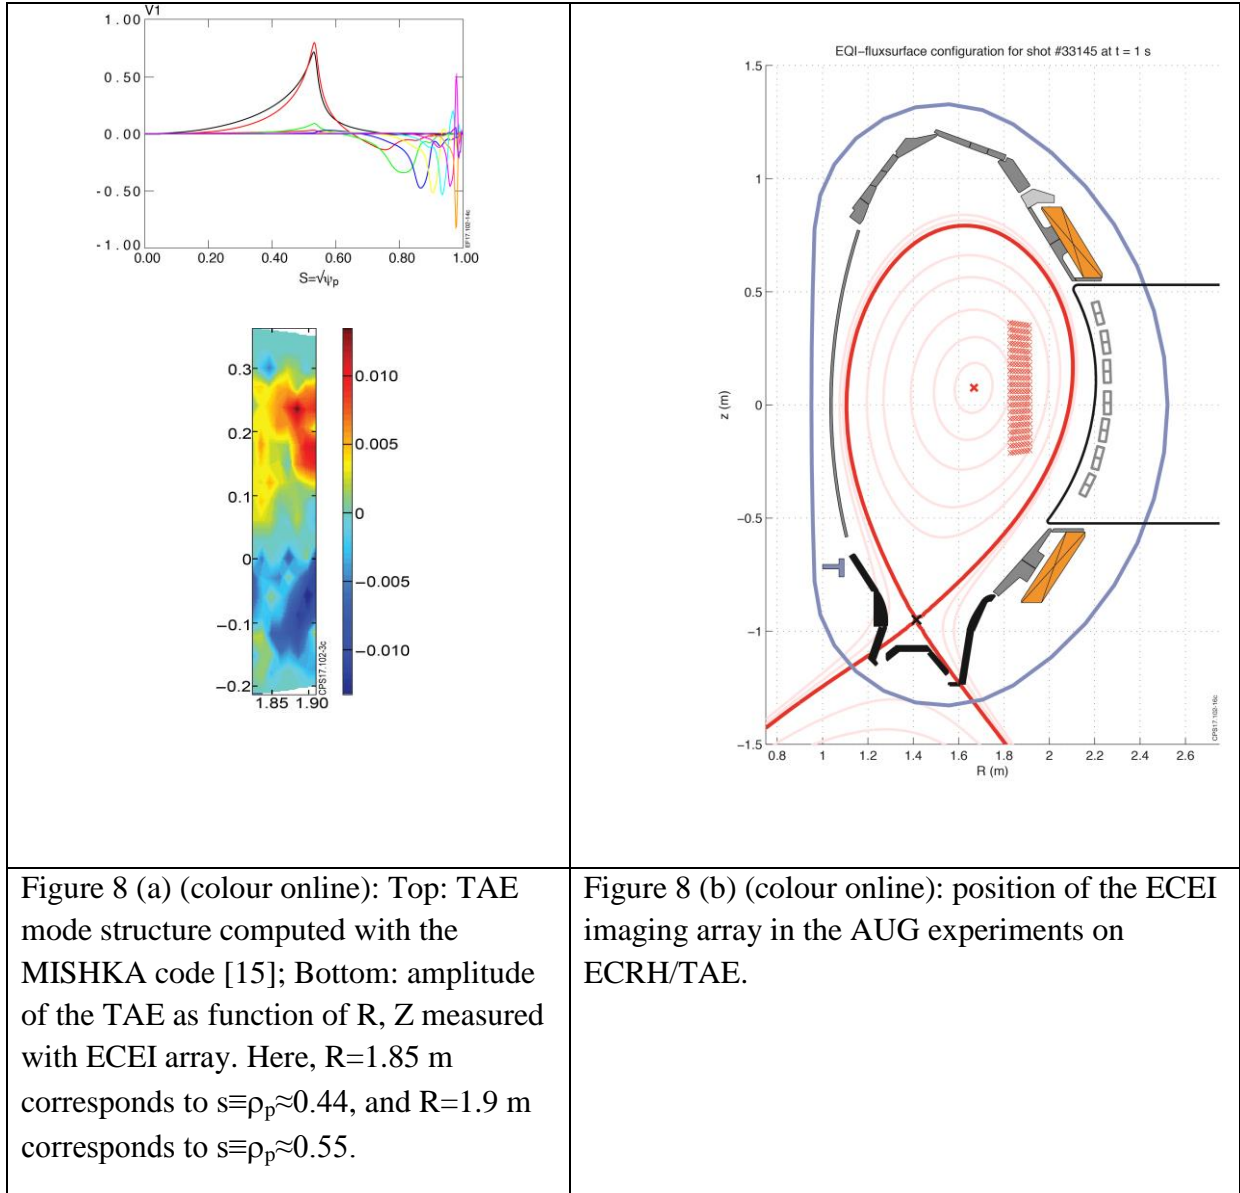 V1
1.00
0.50
0.00
-0.50
-1.00
0.00
0.20
0.40
0.60
0.80
1.00
S=√ψp
EF17.102-14c
0.3
0.2
0.1
0
−0.1
−0.2
1.85
1.90
0.010
0.005
0
−0.005
−0.010
CPS17.102-3c
EQI−fluxsurface configuration for shot #33145 at t = 1 s
1.5
1
0.5
0
−0.5
−1
−1.5
z (m)
0.8
1
1.2
1.4
1.6
1.8
2
2.2
2.4
2.6
R (m)
CPS17.102-16c
Figure 8 (a) (colour online): Top: TAE
mode structure computed with the
MISHKA code [15]; Bottom: amplitude
of the TAE as function of R, Z measured
with ECEI array. Here, R=1.85 m
corresponds to s≡ρp≈0.44, and R=1.9 m
corresponds to s≡ρp≈0.55.
Figure 8 (b) (colour online): position of the ECEI
imaging array in the AUG experiments on
ECRH/TAE.